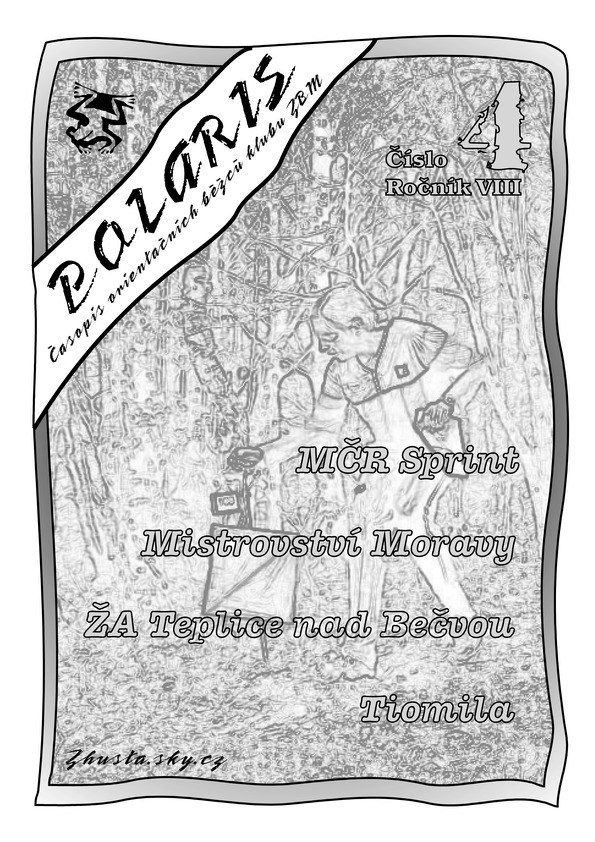 POLARIS
časopis orientačních běžců klubu ZBM
4
Číslo
Ročník VIII
MČR Sprint
Mistrovství Moravy
ŽA Teplice nad Bečvou
Tiomila
Zhusta.sky.cz